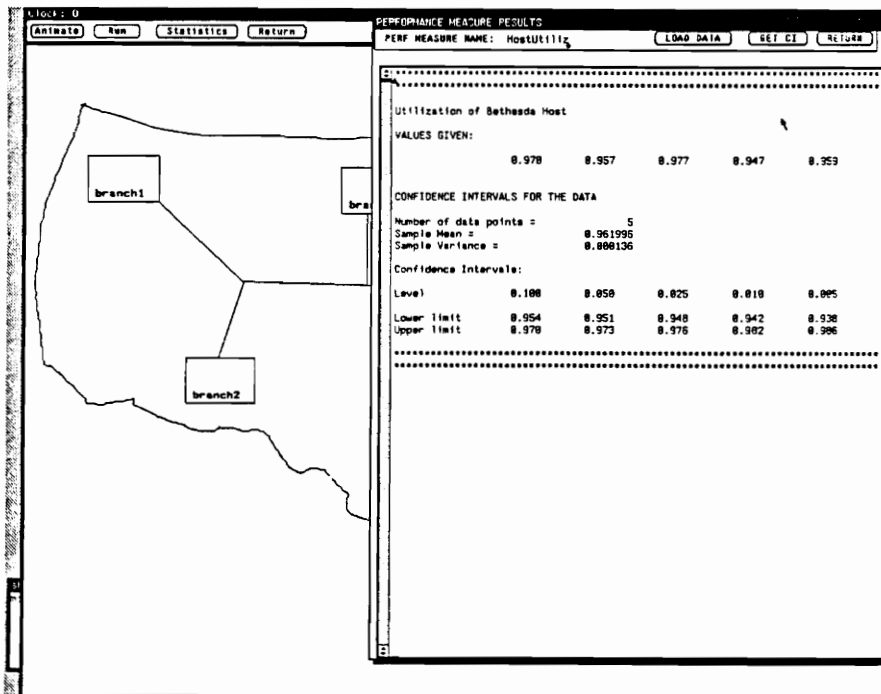 Clock: 0
Animate Run Statistics Return
branch1
branch2
PERFORMANCE MEASURE RESULTS
PERF MEASURE NAME: HostUtiliz LOAD DATA GET CI RETURN
Utilization of Bethesda Host
VALUES GIVEN:
0.970 0.957 0.977 0.947 0.959
CONFIDENCE INTERVALS FOR THE DATA
Number of data points = 5
Sample Mean = 0.961996
Sample Variance = 0.000136
Confidence Intervals:
Level 0.100 0.050 0.025 0.010 0.005
Lower limit 0.954 0.951 0.948 0.942 0.938
Upper limit 0.970 0.973 0.976 0.982 0.986